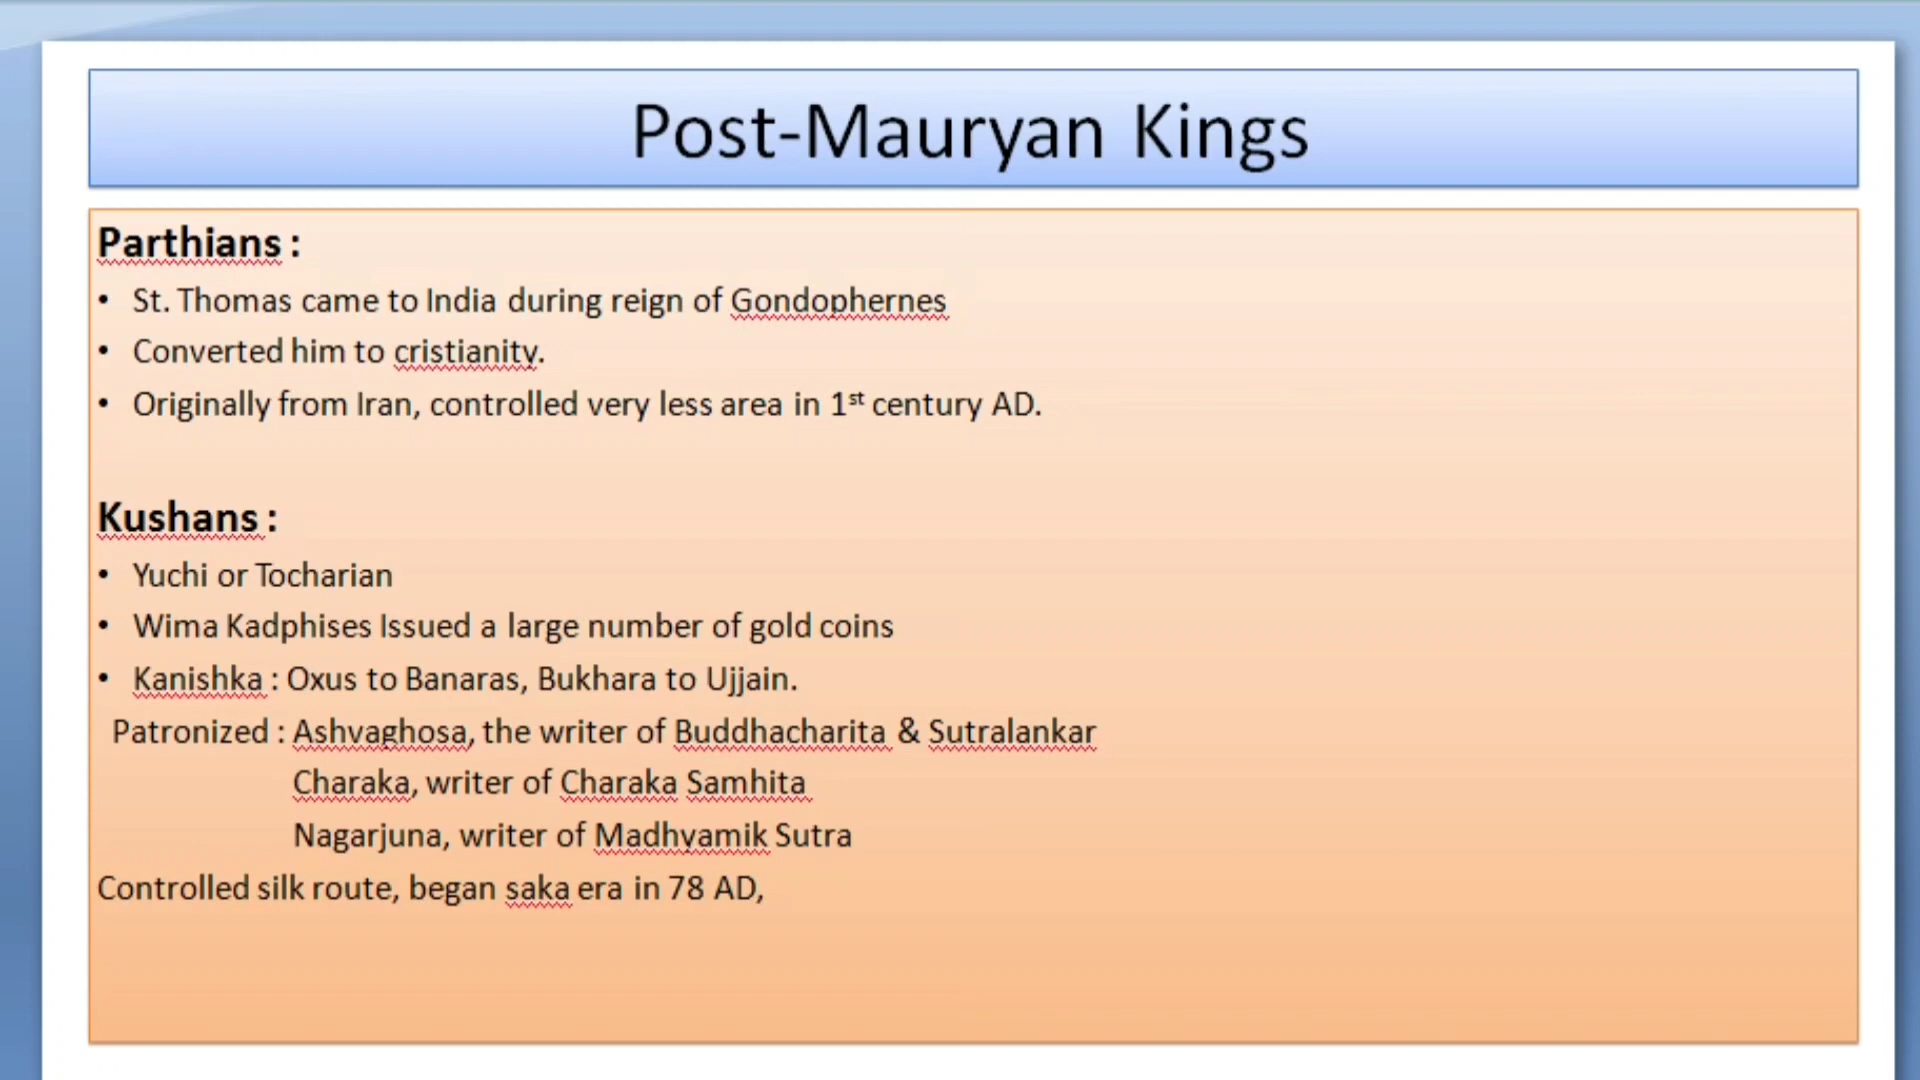 Post-Mauryan Kings
Parthians :
• St. Thomas came to India during reign of Gondophernes
• Converted him to cristianity.
• Originally from Iran, controlled very less area in 1st century AD.
Kushans :
• Yuchi or Tocharian
• Wima Kadphises Issued a large number of gold coins
• Kanishka : Oxus to Banaras, Bukhara to Ujjain.
Patronized : Ashvaghosa, the writer of Buddhacharita & Sutralankar
Charaka, writer of Charaka Samhita
Nagarjuna, writer of Madhyamik Sutra
Controlled silk route, began saka era in 78 AD,